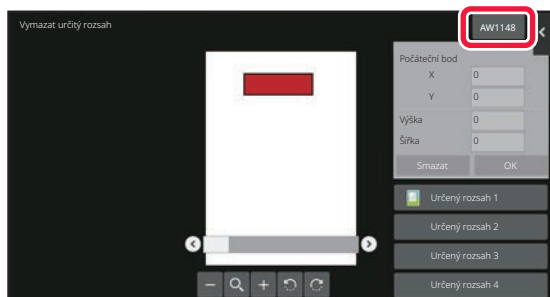 Vymazat určitý rozsah
AW1148
Počáteční bod
X 0
Y 0
Výška 0
Šířka 0
Smazat OK
Určený rozsah 1
Určený rozsah 2
Určený rozsah 3
Určený rozsah 4